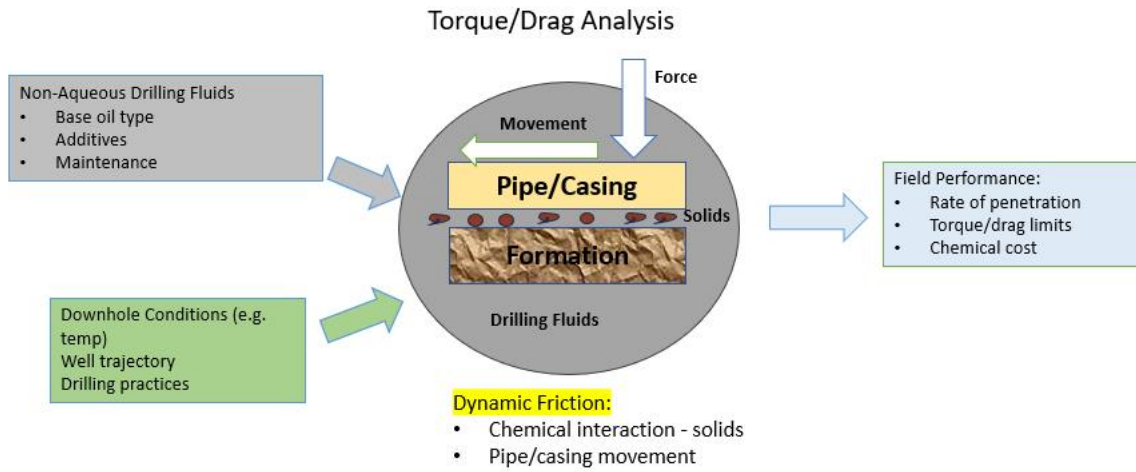 Torque/Drag Analysis
Non-Aqueous Drilling Fluids
• Base oil type
• Additives
• Maintenance
Downhole Conditions (e.g.
temp)
Well trajectory
Drilling practices
Force
Movement
Pipe/Casing
Solids
Formation
Drilling Fluids
Dynamic Friction:
• Chemical interaction - solids
• Pipe/casing movement
Field Performance:
• Rate of penetration
• Torque/drag limits
• Chemical cost